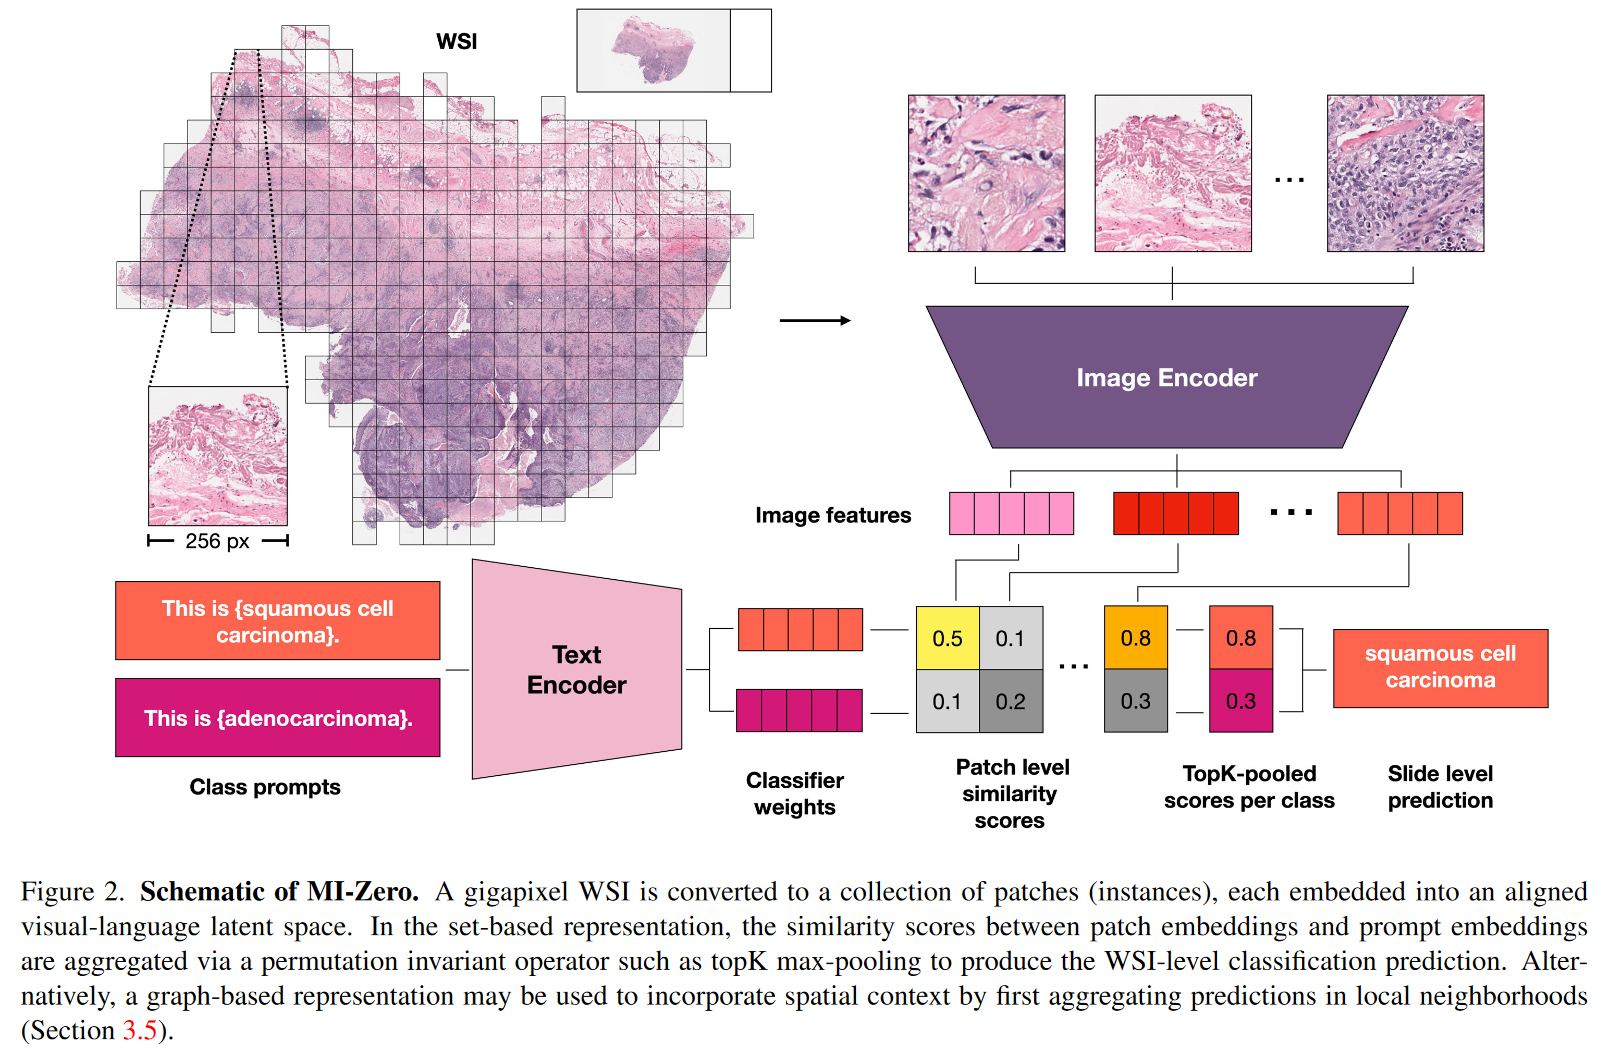 WSI
256 px
Image Encoder
Image features
This is {squamous cell
carcinoma}.
This is {adenocarcinoma}.
Class prompts
Text
Encoder
Classifier
weights
0.5 0.1 ... 0.8 0.8
0.1 0.2 0.3 0.3
squamous cell
carcinoma
Patch level
similarity
scores
TopK-pooled
scores per class
Slide level
prediction
Figure 2. Schematic of MI-Zero. A gigapixel WSI is converted to a collection of patches (instances), each embedded into an aligned
visual-language latent space. In the set-based representation, the similarity scores between patch embeddings and prompt embeddings
are aggregated via a permutation invariant operator such as topK max-pooling to produce the WSI-level classification prediction. Alter-
natively, a graph-based representation may be used to incorporate spatial context by first aggregating predictions in local neighborhoods
(Section 3.5).